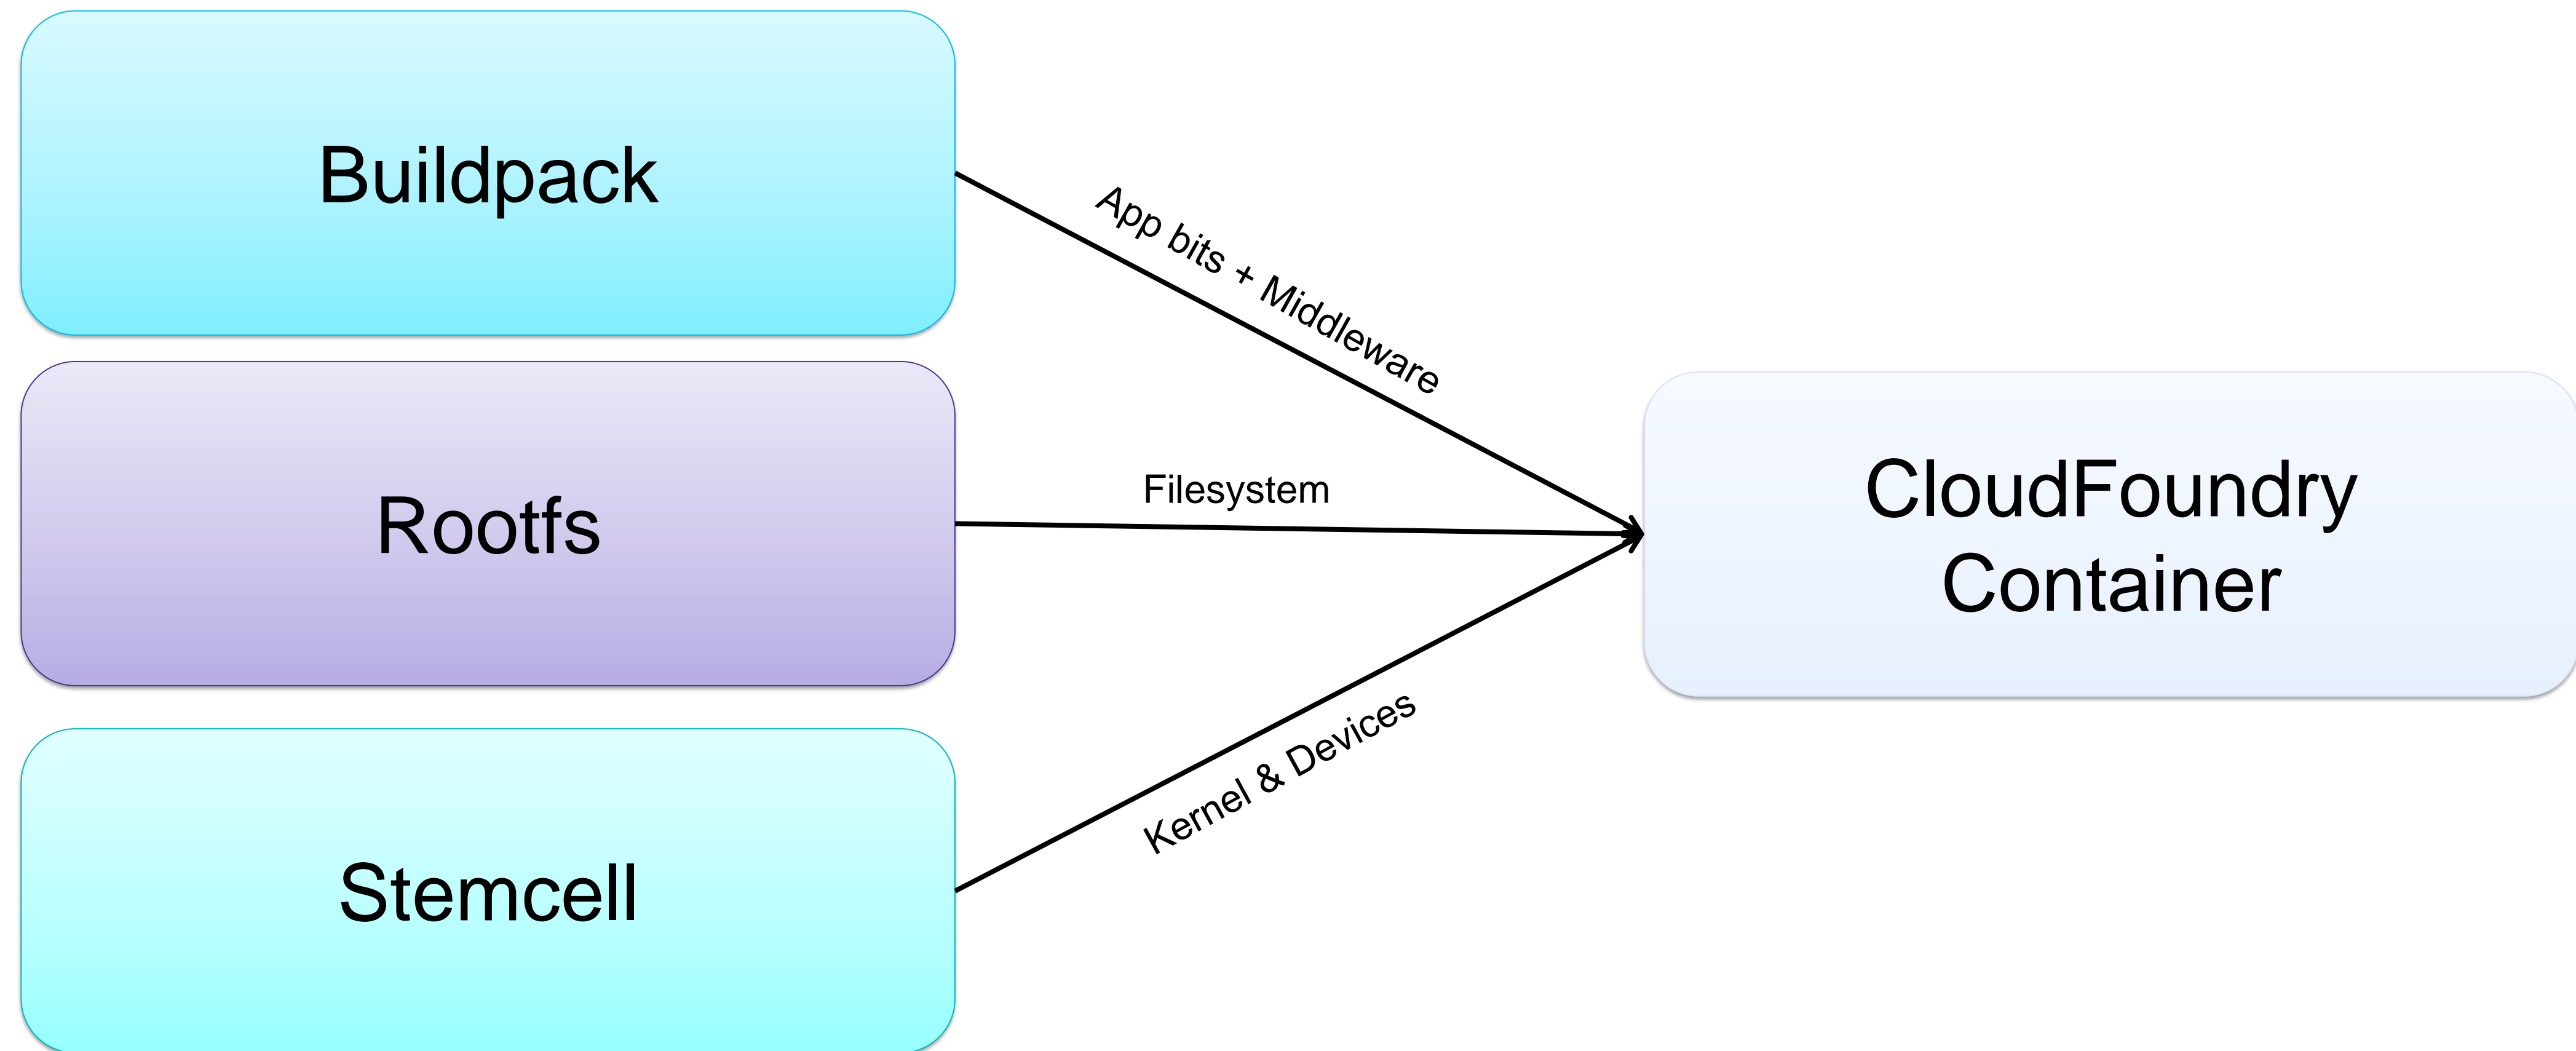 Buildpack
App bits + Middleware
Rootfs
Filesystem
CloudFoundry
Container
Stemcell
Kernel & Devices